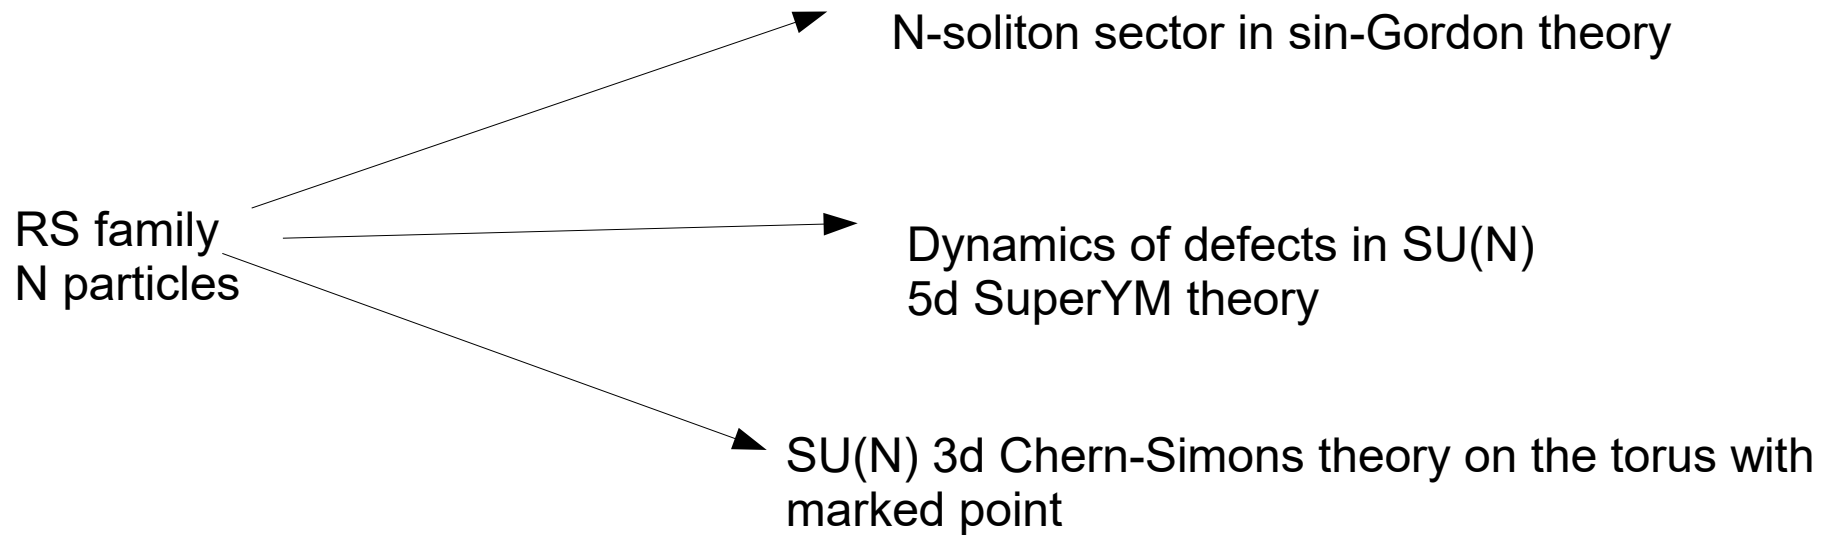 N-soliton sector in sin-Gordon theory
RS family
N particles
Dynamics of defects in SU(N)
5d SuperYM theory
SU(N) 3d Chern-Simons theory on the torus with
marked point